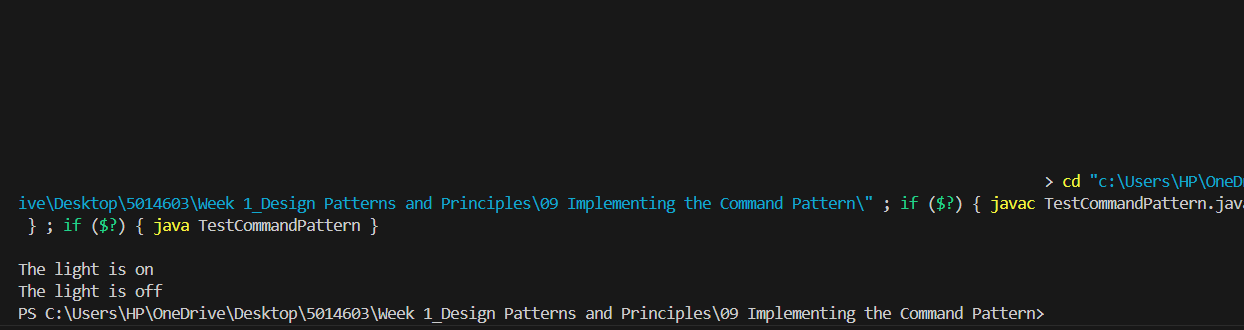 > cd "c:\Users\HP\OneDr
ive\Desktop\5014603\Week 1_Design Patterns and Principles\09 Implementing the Command Pattern\" ; if ($?) { javac TestCommandPattern.java
} ; if ($?) { java TestCommandPattern }
The light is on
The light is off
PS C:\Users\HP\OneDrive\Desktop\5014603\Week 1_Design Patterns and Principles\09 Implementing the Command Pattern>